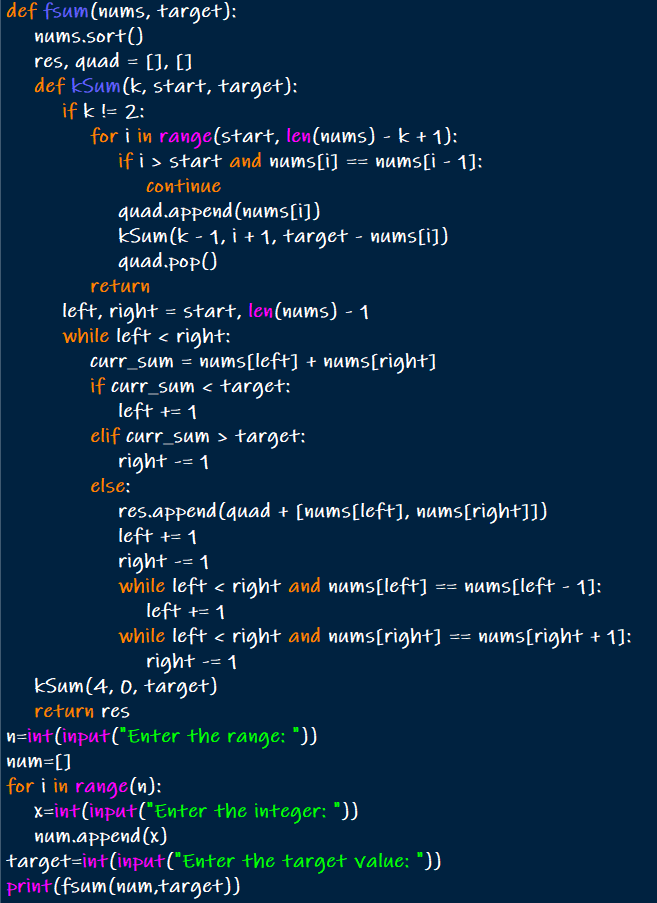 def fsum(nums, target):
    nums.sort()
    res, quad = [], []
    def kSum(k, start, target):
        if k != 2:
            for i in range(start, len(nums) - k + 1):
                if i > start and nums[i] == nums[i - 1]:
                    continue
                quad.append(nums[i])
                kSum(k - 1, i + 1, target - nums[i])
                quad.pop()
            return
        left, right = start, len(nums) - 1
        while left < right:
            curr_sum = nums[left] + nums[right]
            if curr_sum < target:
                left += 1
            elif curr_sum > target:
                right -= 1
            else:
                res.append(quad + [nums[left], nums[right]])
                left += 1
                right -= 1
                while left < right and nums[left] == nums[left - 1]:
                    left += 1
                while left < right and nums[right] == nums[right + 1]:
                    right -= 1
    kSum(4, 0, target)
    return res
n=int(input("Enter the range: "))
num=[]
for i in range(n):
    x=int(input("Enter the integer: "))
    num.append(x)
target=int(input("Enter the target value: "))
print(fsum(num,target))